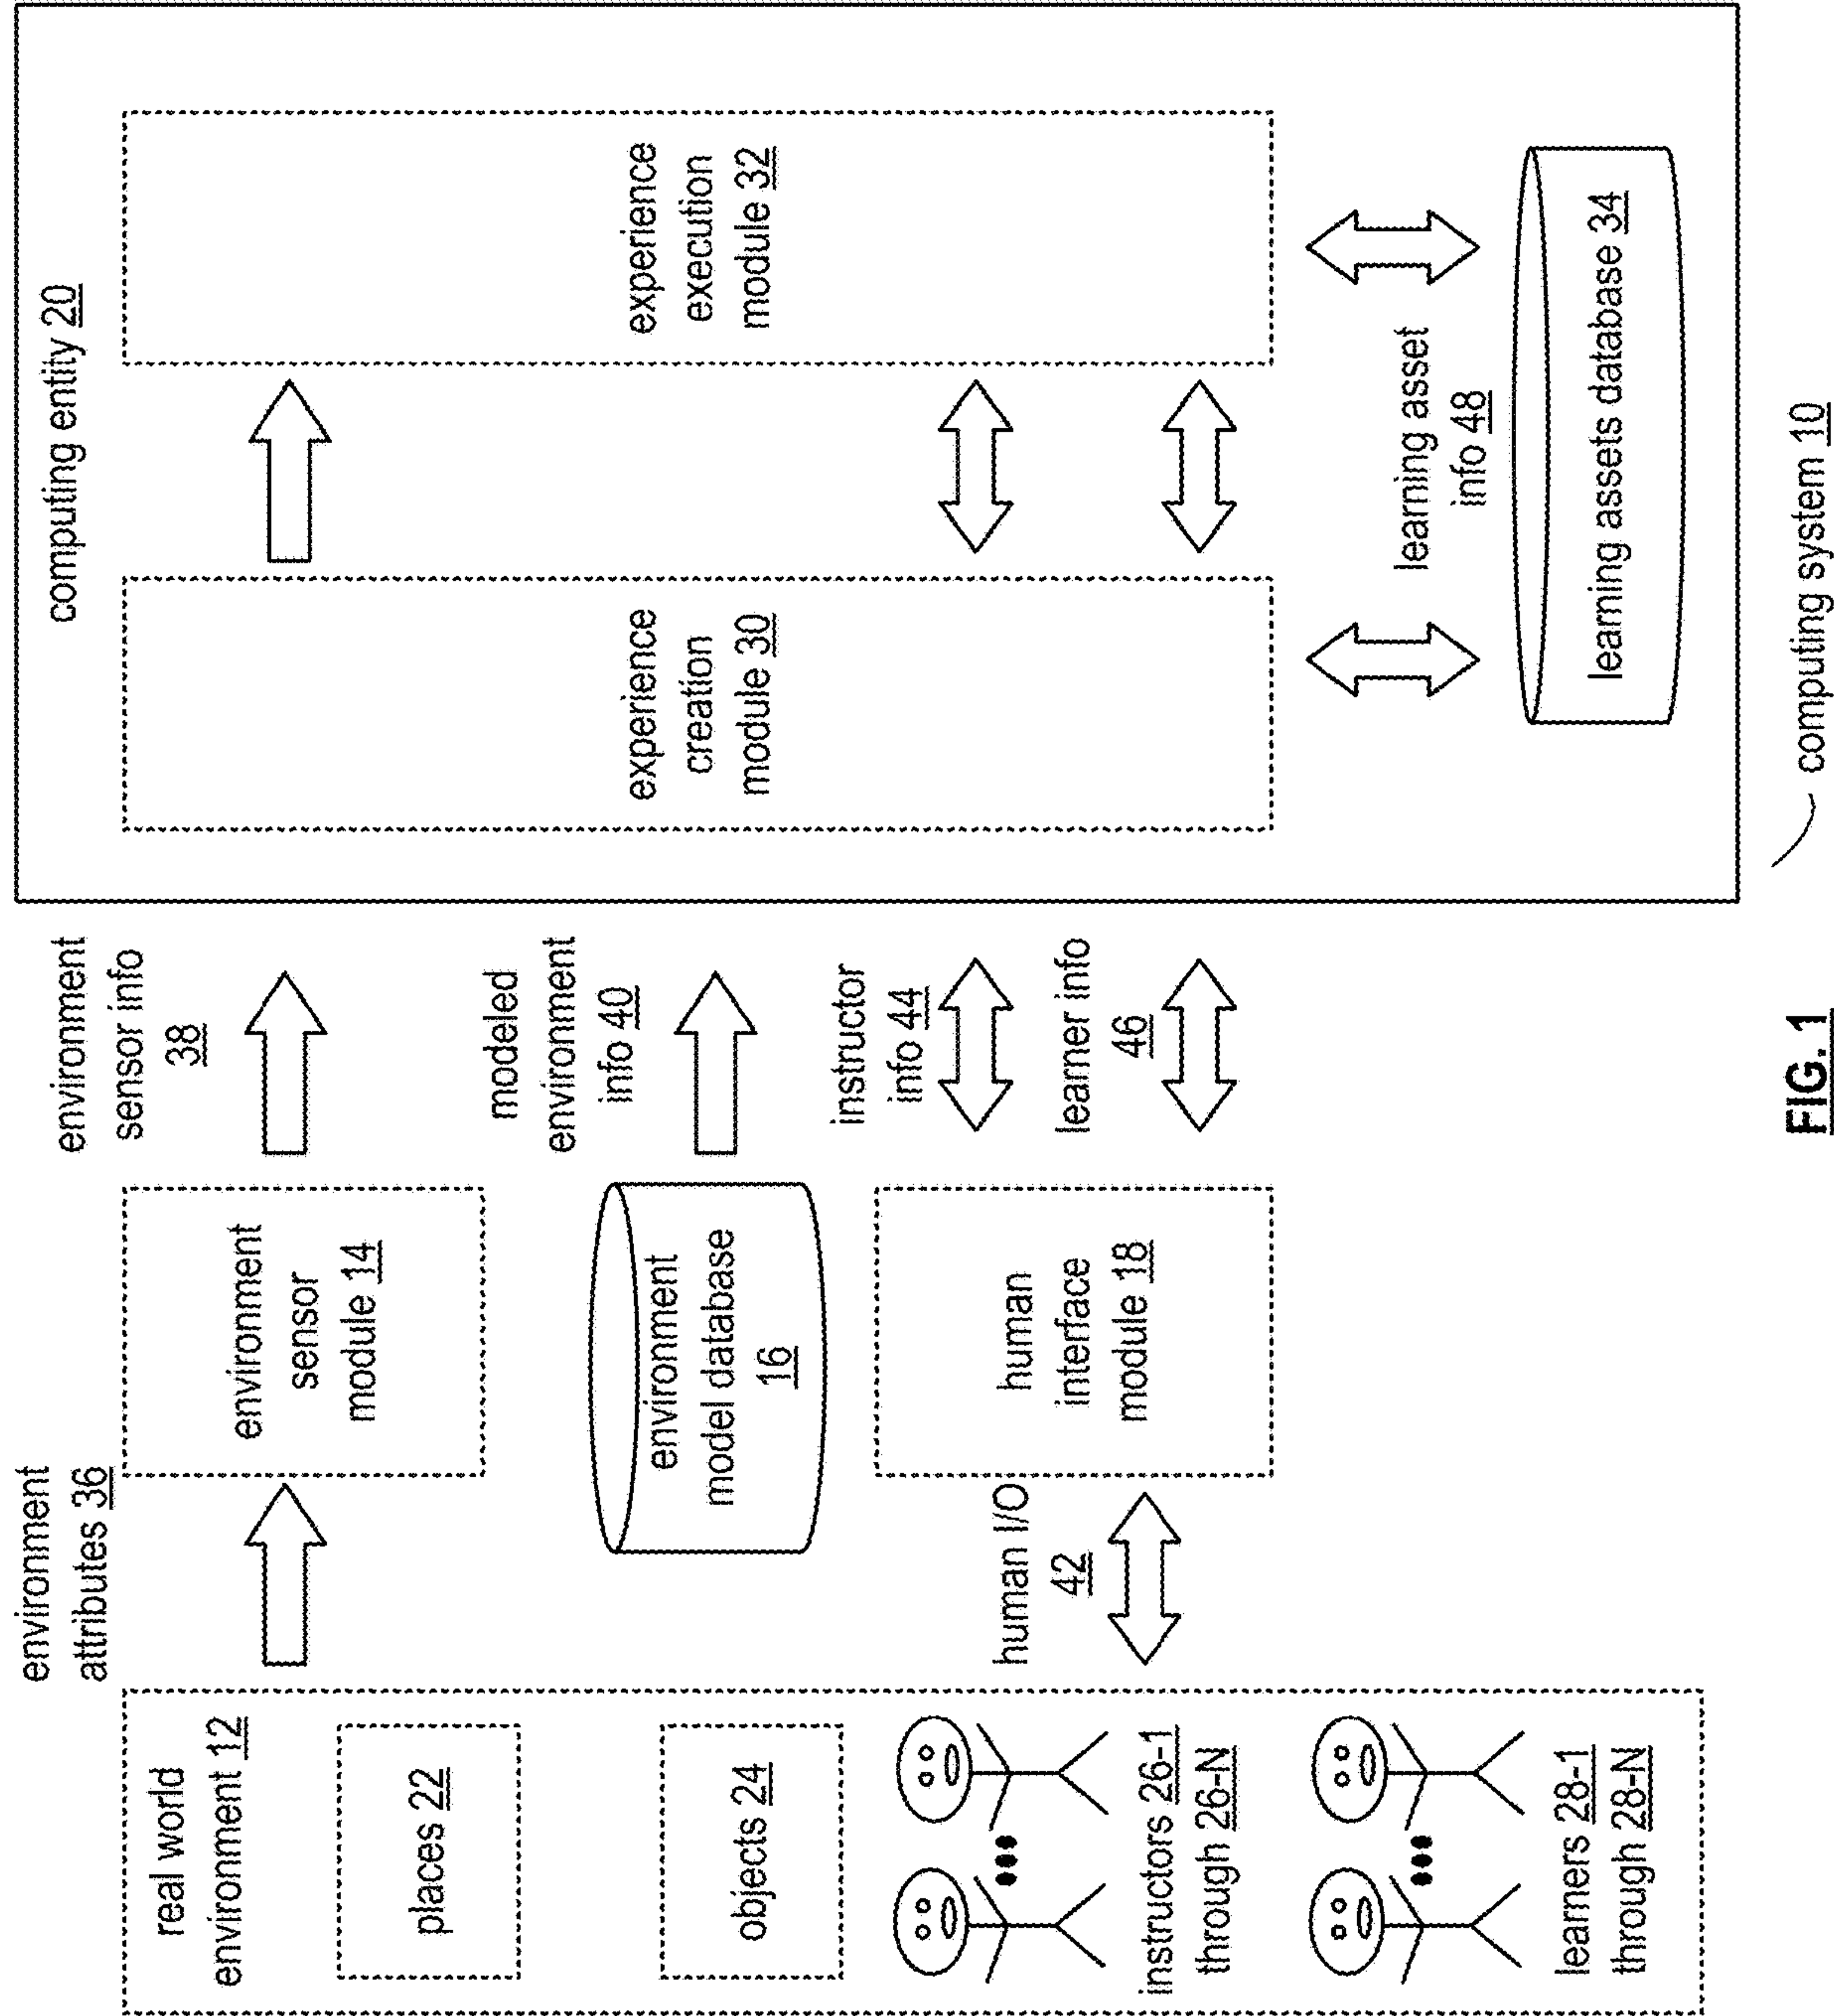 real world
environment 12
places 22
objects 24
instructors 26-1
through 26-N
learners 28-1
through 28-N
environment
attributes 36
human I/O
42
environment
sensor
module 14
environment
model database
16
human
interface
module 18
environment
sensor info
38
modeled
environment
info 40
instructor
info 44
learner info
46
computing entity 20
experience
creation
module 30
experience
execution
module 32
learning asset
info 48
learning assets database 34
computing system 10
FIG. 1